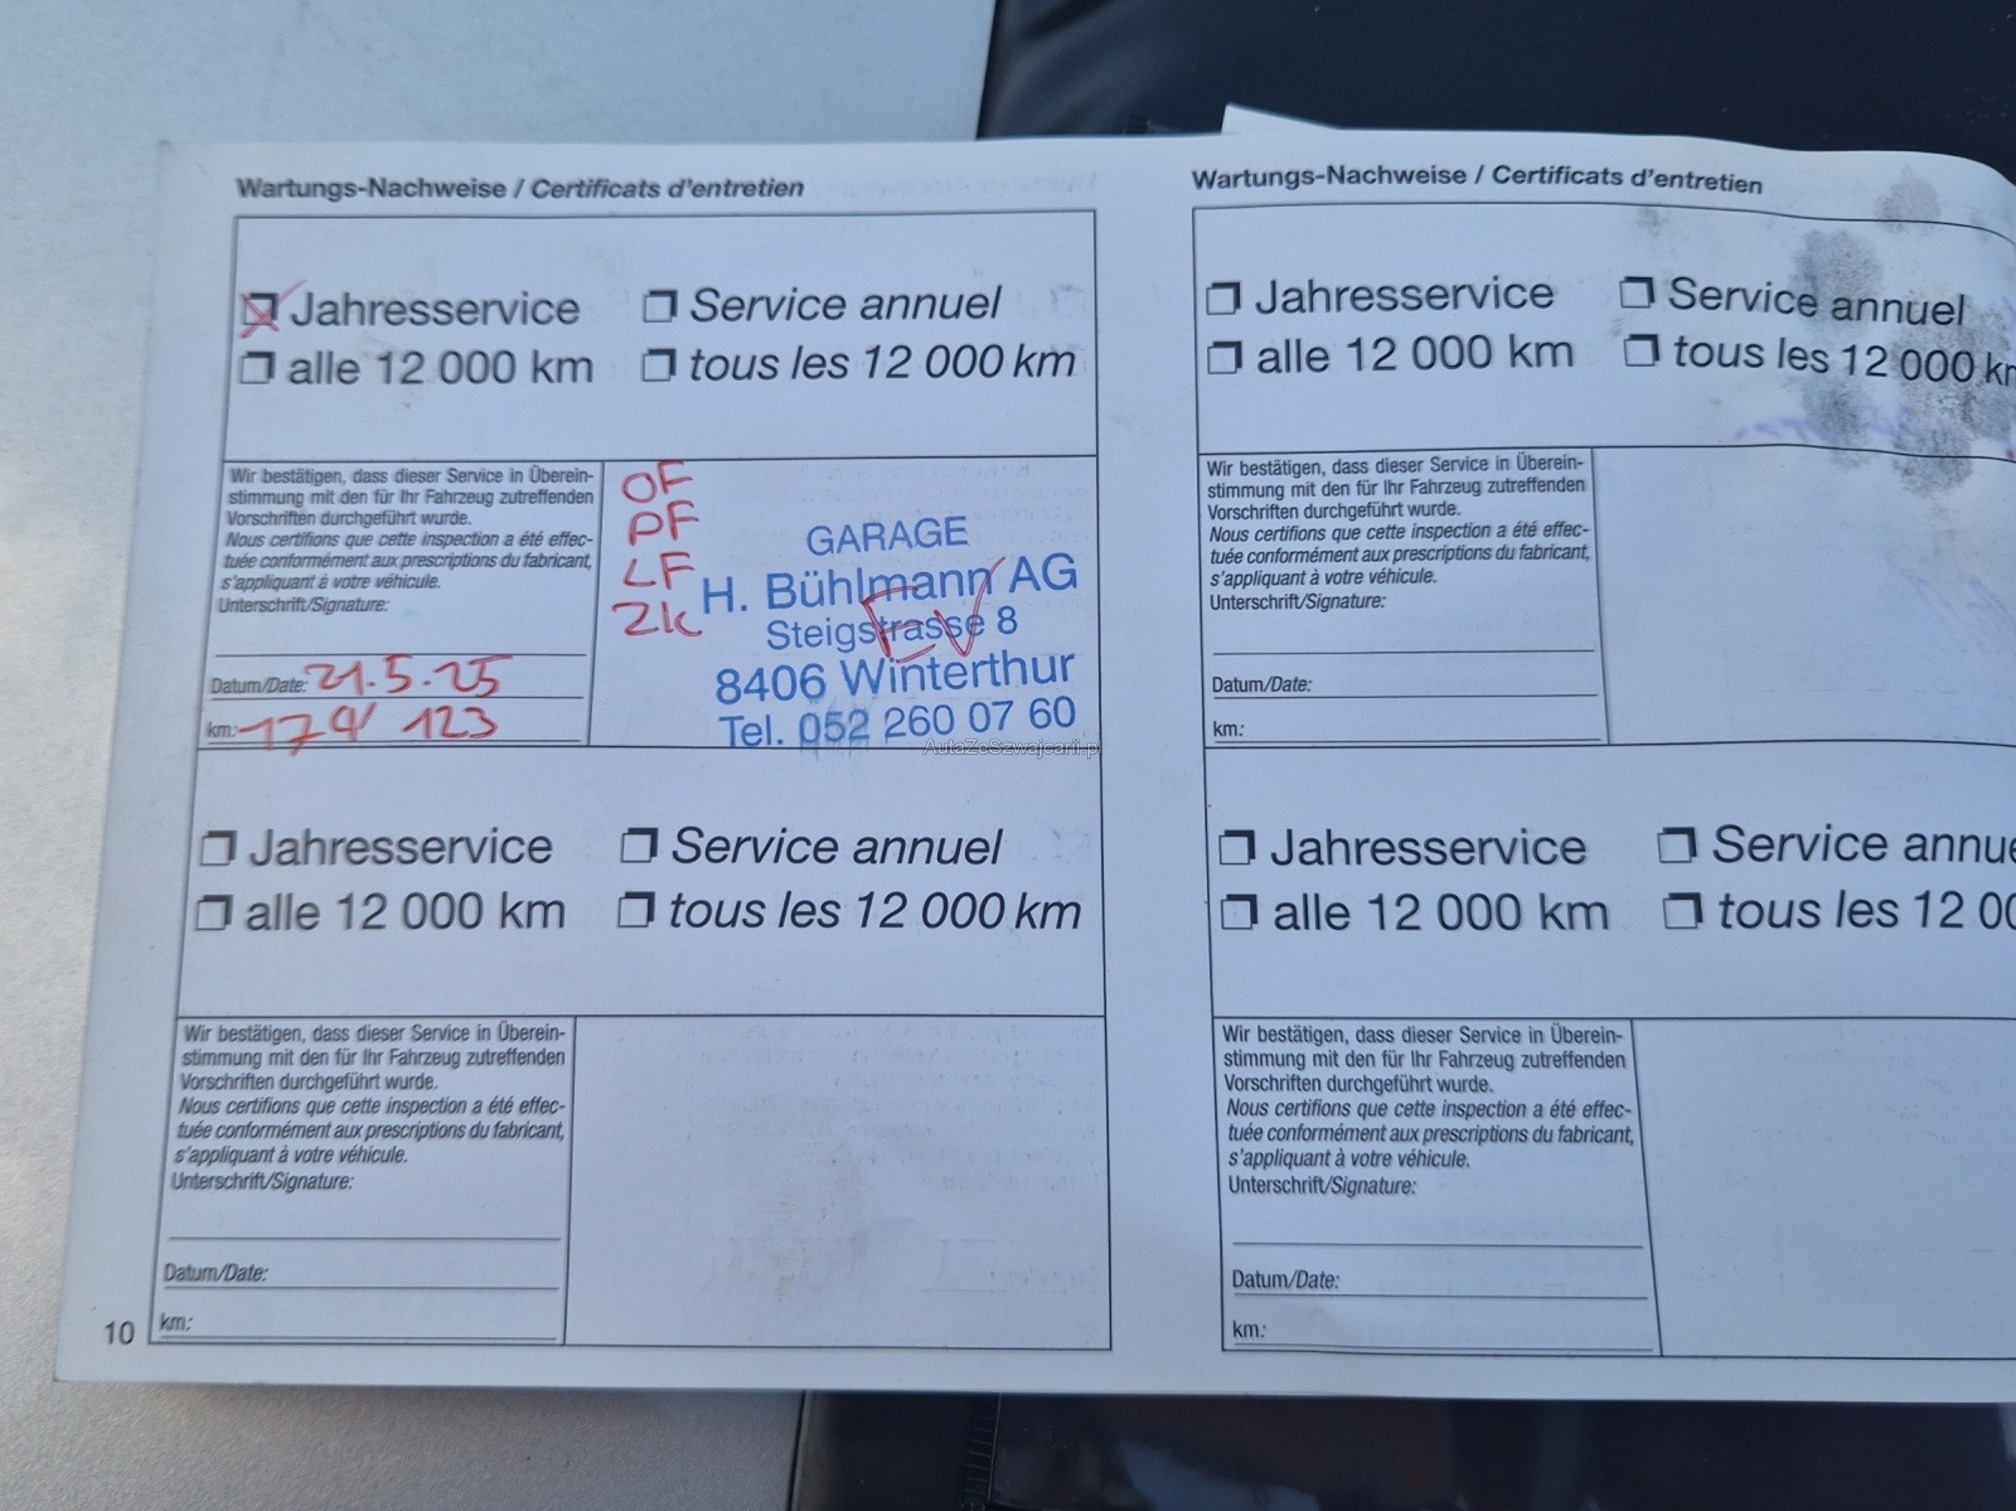 Wartungs-Nachweise / Certificats d'entretien
Jahresservice Service annuel
alle 12 000 km tous les 12 000 km
Wir bestätigen, dass dieser Service in Überein-
stimmung mit den für Ihr Fahrzeug zutreffenden
Vorschriften durchgeführt wurde.
Nous certifions que cette inspection a été effec-
tuée conformément aux prescriptions du fabricant,
s'appliquant à votre véhicule.
Unterschrift/Signature:
Datum/Date: 21.5.25
km: 179' 123
OF
PF
LF
ZK
GARAGE
H. Bühlmann AG
Steigstrasse 8
8406 Winterthur
Tel. 052 260 07 60
AutaZeSzwajcarii.pl
Jahresservice Service annuel
alle 12 000 km tous les 12 000 km
Wir bestätigen, dass dieser Service in Überein-
stimmung mit den für Ihr Fahrzeug zutreffenden
Vorschriften durchgeführt wurde.
Nous certifions que cette inspection a été effec-
tuée conformément aux prescriptions du fabricant,
s'appliquant à votre véhicule.
Unterschrift/Signature:
Datum/Date:
km:
10
Wartungs-Nachweise / Certificats d'entretien
Jahresservice Service annuel
alle 12 000 km tous les 12 000 km
Wir bestätigen, dass dieser Service in Überein-
stimmung mit den für Ihr Fahrzeug zutreffenden
Vorschriften durchgeführt wurde.
Nous certifions que cette inspection a été effec-
tuée conformément aux prescriptions du fabricant,
s'appliquant à votre véhicule.
Unterschrift/Signature:
Datum/Date:
km:
Jahresservice Service annue
alle 12 000 km tous les 12 00
Wir bestätigen, dass dieser Service in Überein-
stimmung mit den für Ihr Fahrzeug zutreffenden
Vorschriften durchgeführt wurde.
Nous certifions que cette inspection a été effec-
tuée conformément aux prescriptions du fabricant,
s'appliquant à votre véhicule.
Unterschrift/Signature:
Datum/Date:
km: